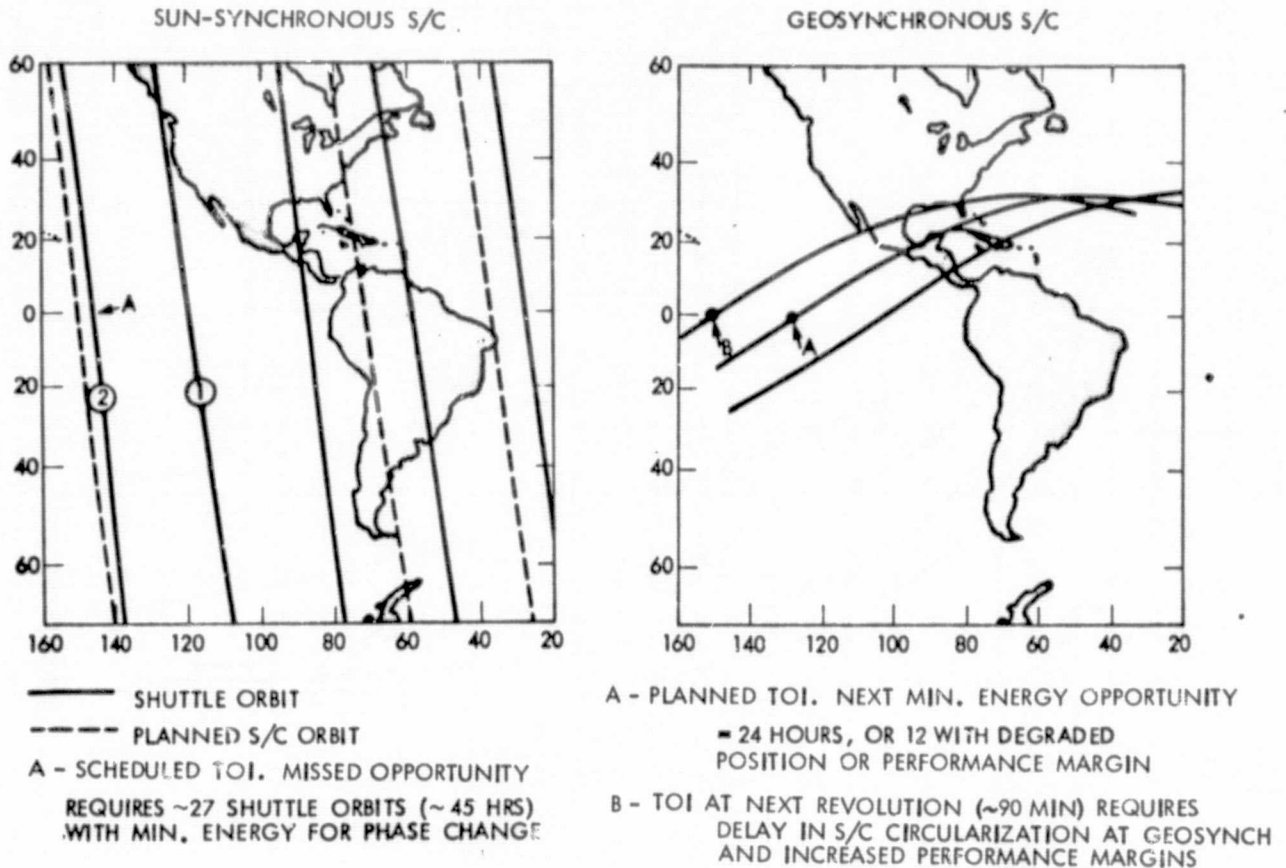 SUN-SYNCHRONOUS S/C
60
40
20
0
20
40
60
A
2
1
160 140 120 100 80 60 40 20
SHUTTLE ORBIT
PLANNED S/C ORBIT
A - SCHEDULED TOI. MISSED OPPORTUNITY
REQUIRES ~27 SHUTTLE ORBITS (~45 HRS)
WITH MIN. ENERGY FOR PHASE CHANGE
GEOSYNCHRONOUS S/C
60
40
20
0
20
40
60
B
A
160 140 120 100 80 60 40 20
A - PLANNED TOI. NEXT MIN. ENERGY OPPORTUNITY
= 24 HOURS, OR 12 WITH DEGRADED
POSITION OR PERFORMANCE MARGIN
B - TOI AT NEXT REVOLUTION (~90 MIN) REQUIRES
DELAY IN S/C CIRCULARIZATION AT GEOSYNCH
AND INCREASED PERFORMANCE MARGINS